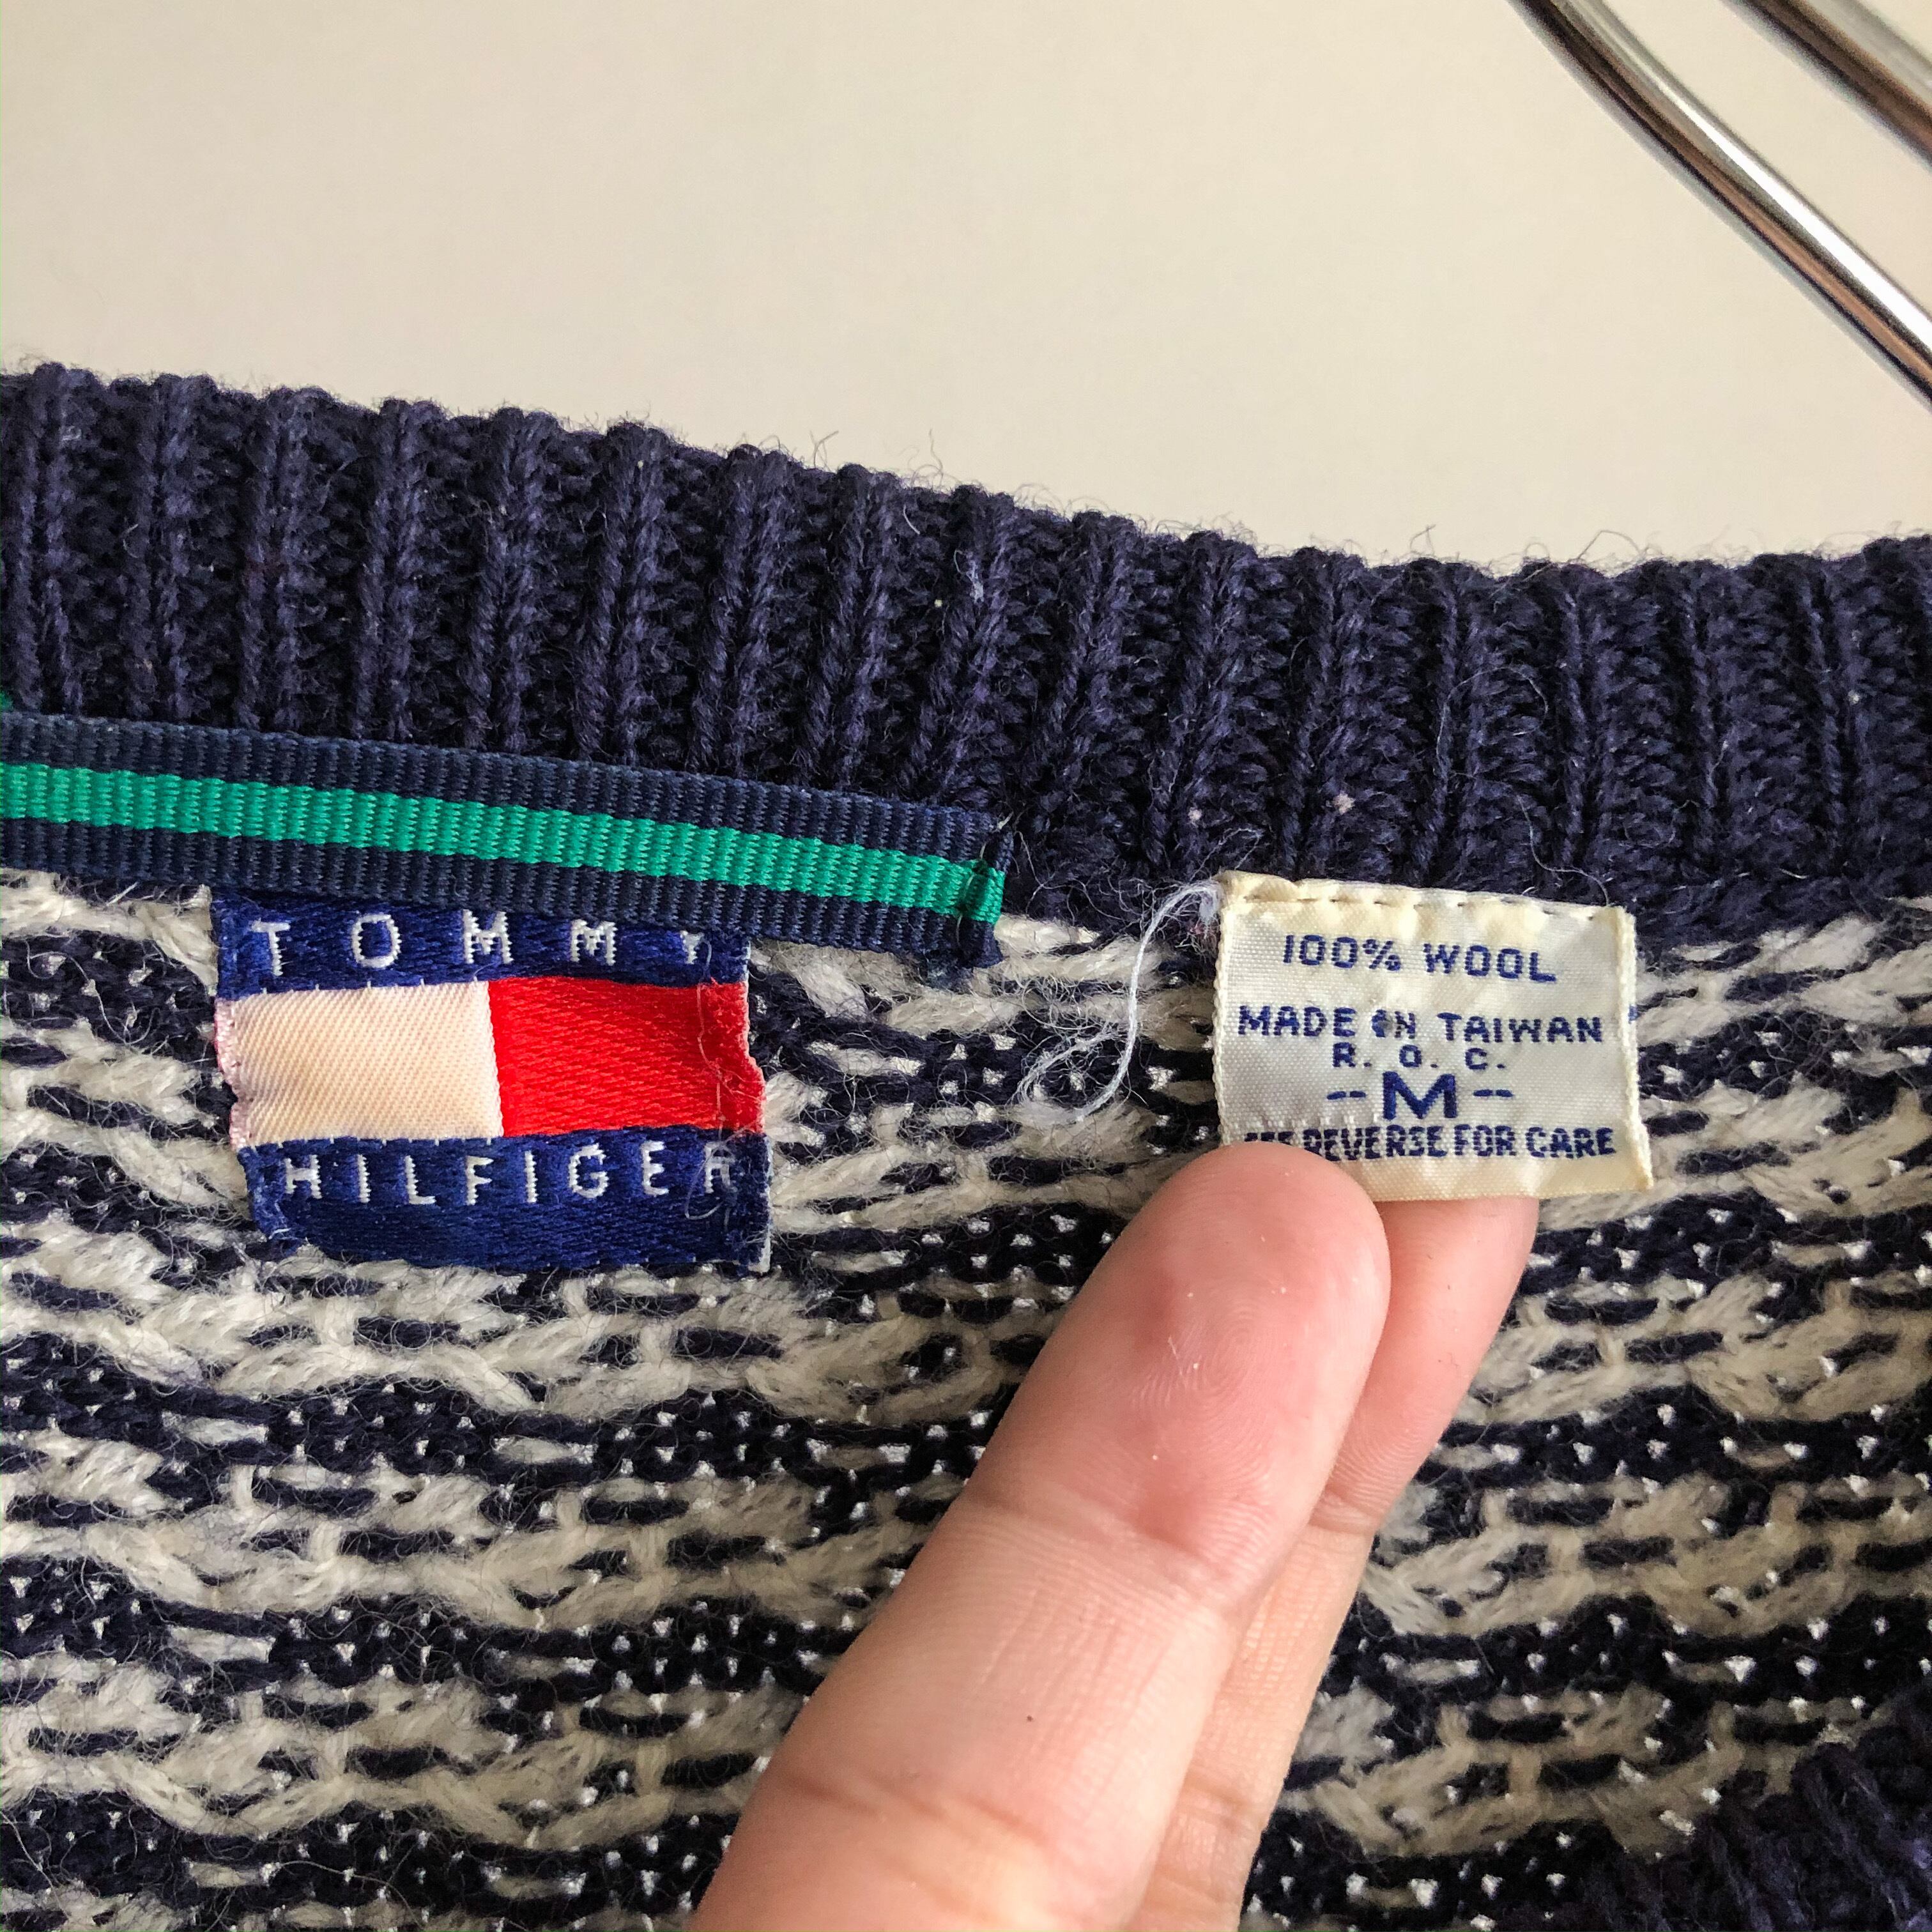 TOMMY
HILFIGER
100% WOOL
MADE IN TAIWAN
R. O. C.
--M--
SEE REVERSE FOR CARE